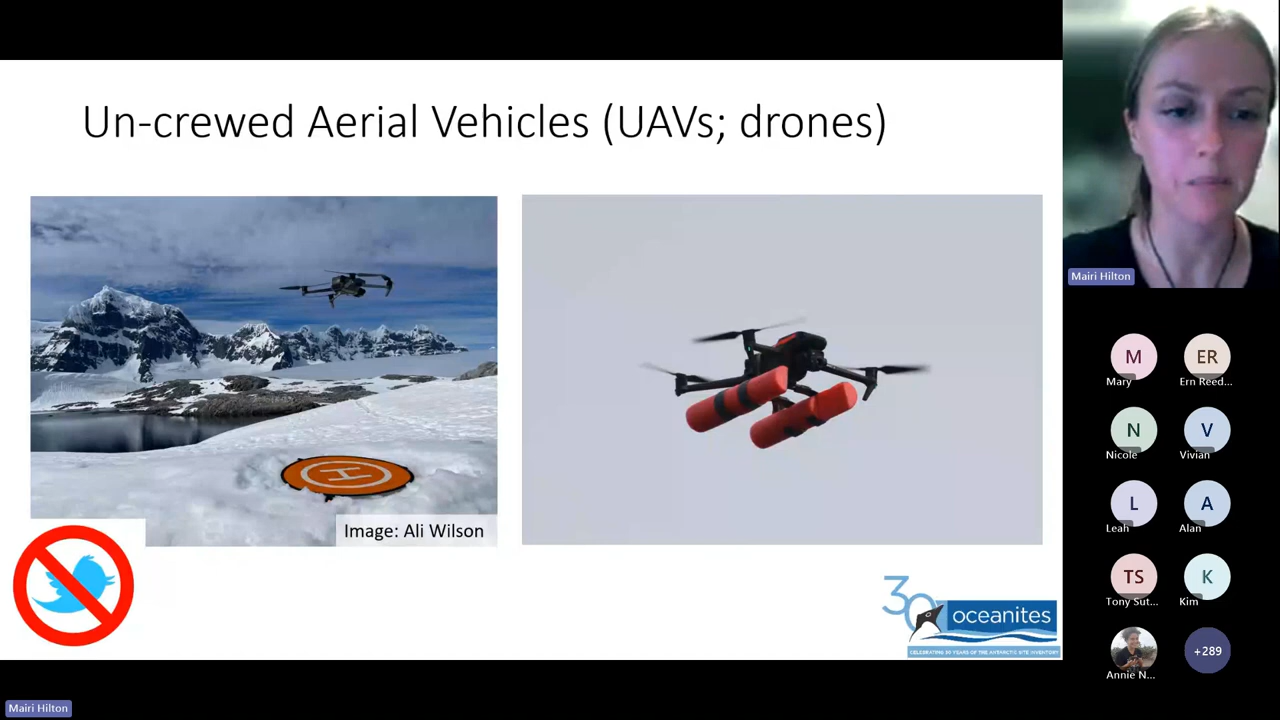 Un-crewed Aerial Vehicles (UAVs; drones)
H
Image: Ali Wilson
30
oceanites
CELEBRATING 30 YEARS OF THE ANTARCTIC SITE INVENTORY
Mairi Hilton
M
Mary
ER
Ern Reed...
N
Nicole
V
Vivian
L
Leah
A
Alan
TS
Tony Sut...
K
Kim
Annie N...
+289
Mairi Hilton